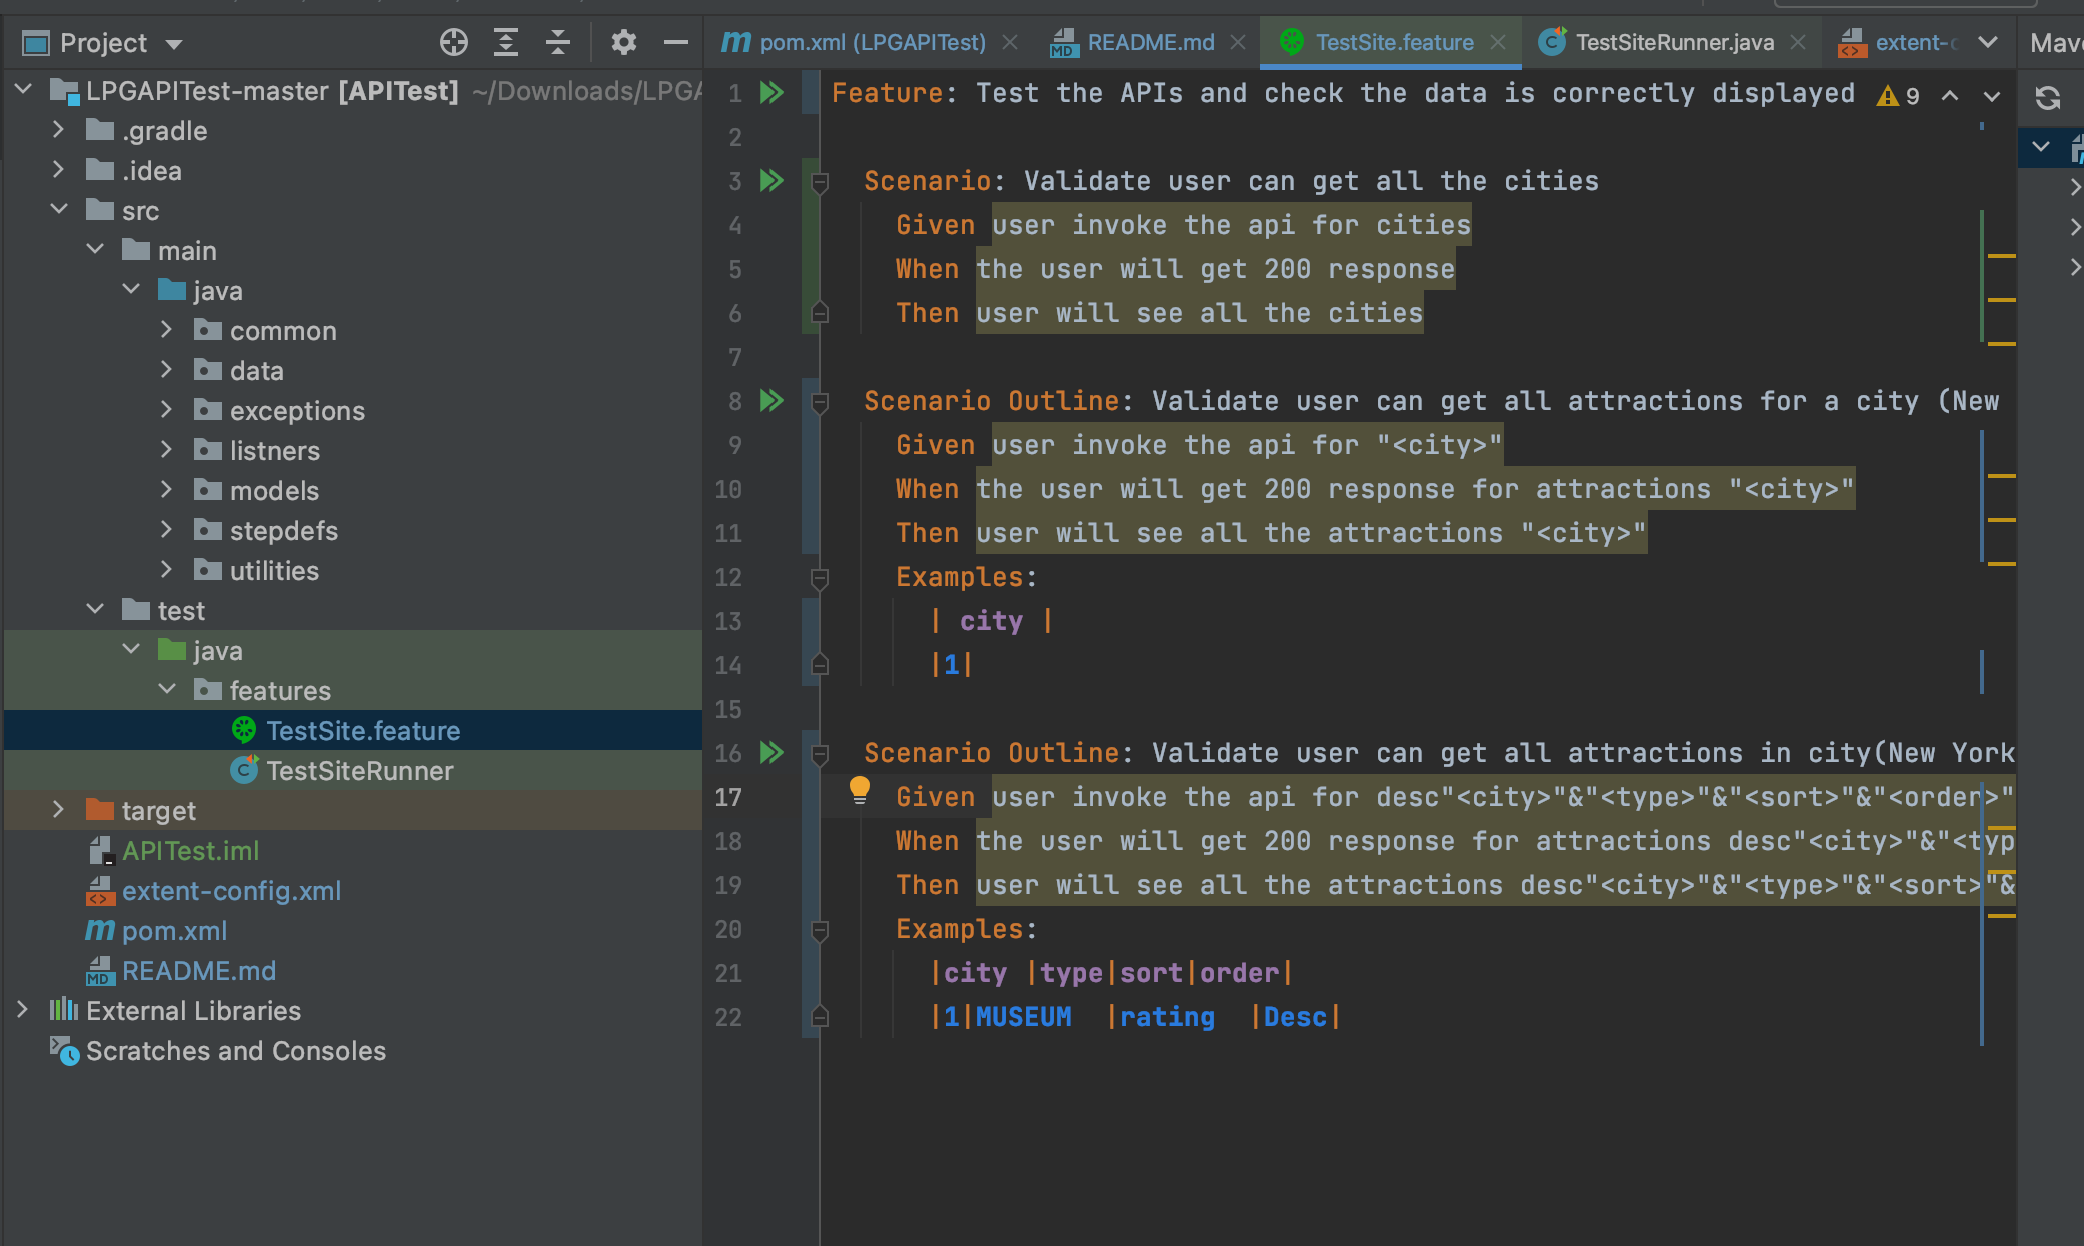 Project
pom.xml (LPGAPITest)
README.md
TestSite.feature
TestSiteRunner.java
extent-c
Mave
LPGAPITest-master [APITest] ~/Downloads/LPGA
.gradle
.idea
src
main
java
common
data
exceptions
listners
models
stepdefs
utilities
test
java
features
TestSite.feature
TestSiteRunner
target
APITest.iml
extent-config.xml
pom.xml
README.md
External Libraries
Scratches and Consoles
1 Feature: Test the APIs and check the data is correctly displayed 9
2
3 Scenario: Validate user can get all the cities
4 Given user invoke the api for cities
5 When the user will get 200 response
6 Then user will see all the cities
7
8 Scenario Outline: Validate user can get all attractions for a city (New
9 Given user invoke the api for "<city>"
10 When the user will get 200 response for attractions "<city>"
11 Then user will see all the attractions "<city>"
12 Examples:
13 | city |
14 |1|
15
16 Scenario Outline: Validate user can get all attractions in city(New York
17 Given user invoke the api for desc"<city>"&"<type>"&"<sort>"&"<order>"
18 When the user will get 200 response for attractions desc"<city>"&"<typ
19 Then user will see all the attractions desc"<city>"&"<type>"&"<sort>"&
20 Examples:
21 |city |type|sort|order|
22 |1|MUSEUM |rating |Desc|